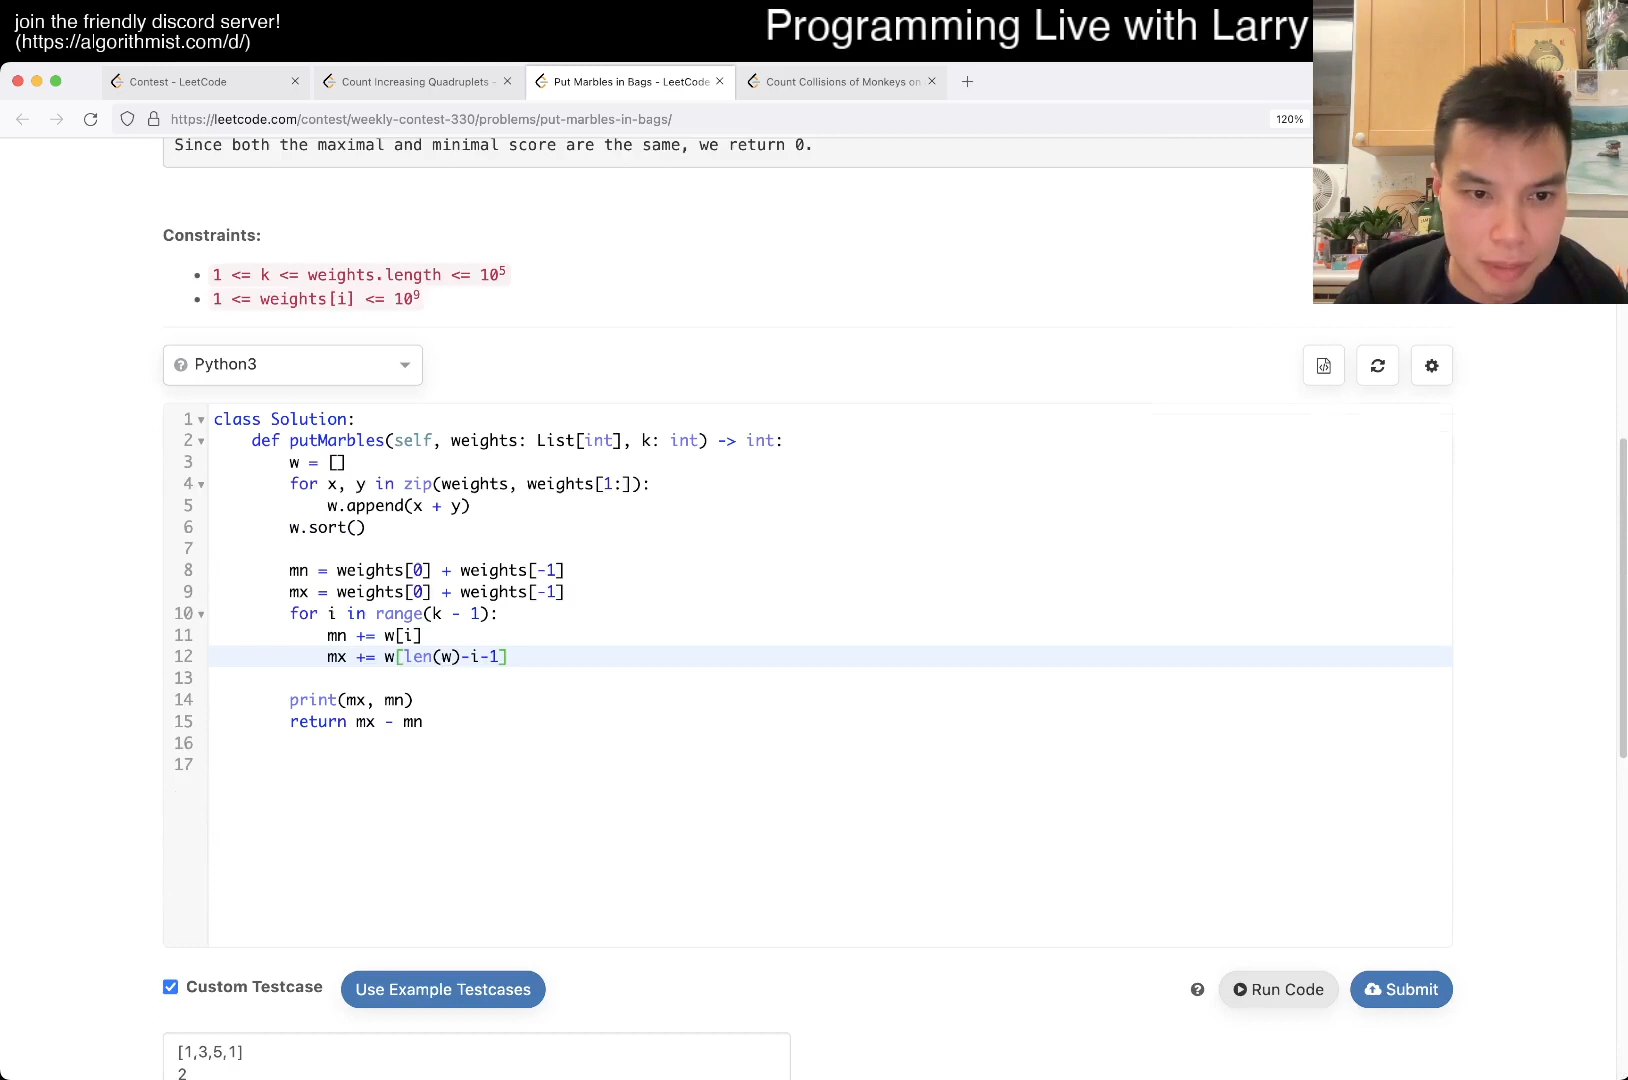 join the friendly discord server!
(https://algorithmist.com/d/)
Programming Live with Larry
Contest - LeetCode
Count Increasing Quadruplets -
Put Marbles in Bags - LeetCode
Count Collisions of Monkeys on
https://leetcode.com/contest/weekly-contest-330/problems/put-marbles-in-bags/
120%
Since both the maximal and minimal score are the same, we return 0.
Constraints:
• 1 <= k <= weights.length <= 10⁵
• 1 <= weights[i] <= 10⁹
Python3
1 class Solution:
2 def putMarbles(self, weights: List[int], k: int) -> int:
3 w = []
4 for x, y in zip(weights, weights[1:]):
5 w.append(x + y)
6 w.sort()
7
8 mn = weights[0] + weights[-1]
9 mx = weights[0] + weights[-1]
10 for i in range(k - 1):
11 mn += w[i]
12 mx += w[len(w)-i-1]
13
14 print(mx, mn)
15 return mx - mn
16
17
Custom Testcase
Use Example Testcases
Run Code
Submit
[1,3,5,1]
2